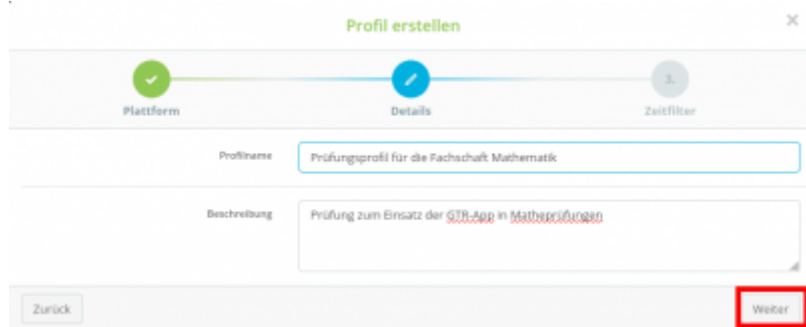 Profil erstellen
×
3.
Plattform Details Zeitfilter
Profilname Prüfungsprofil für die Fachschaft Mathematik
Beschreibung Prüfung zum Einsatz der GTR-App in Matheprüfungen
Zurück Weiter